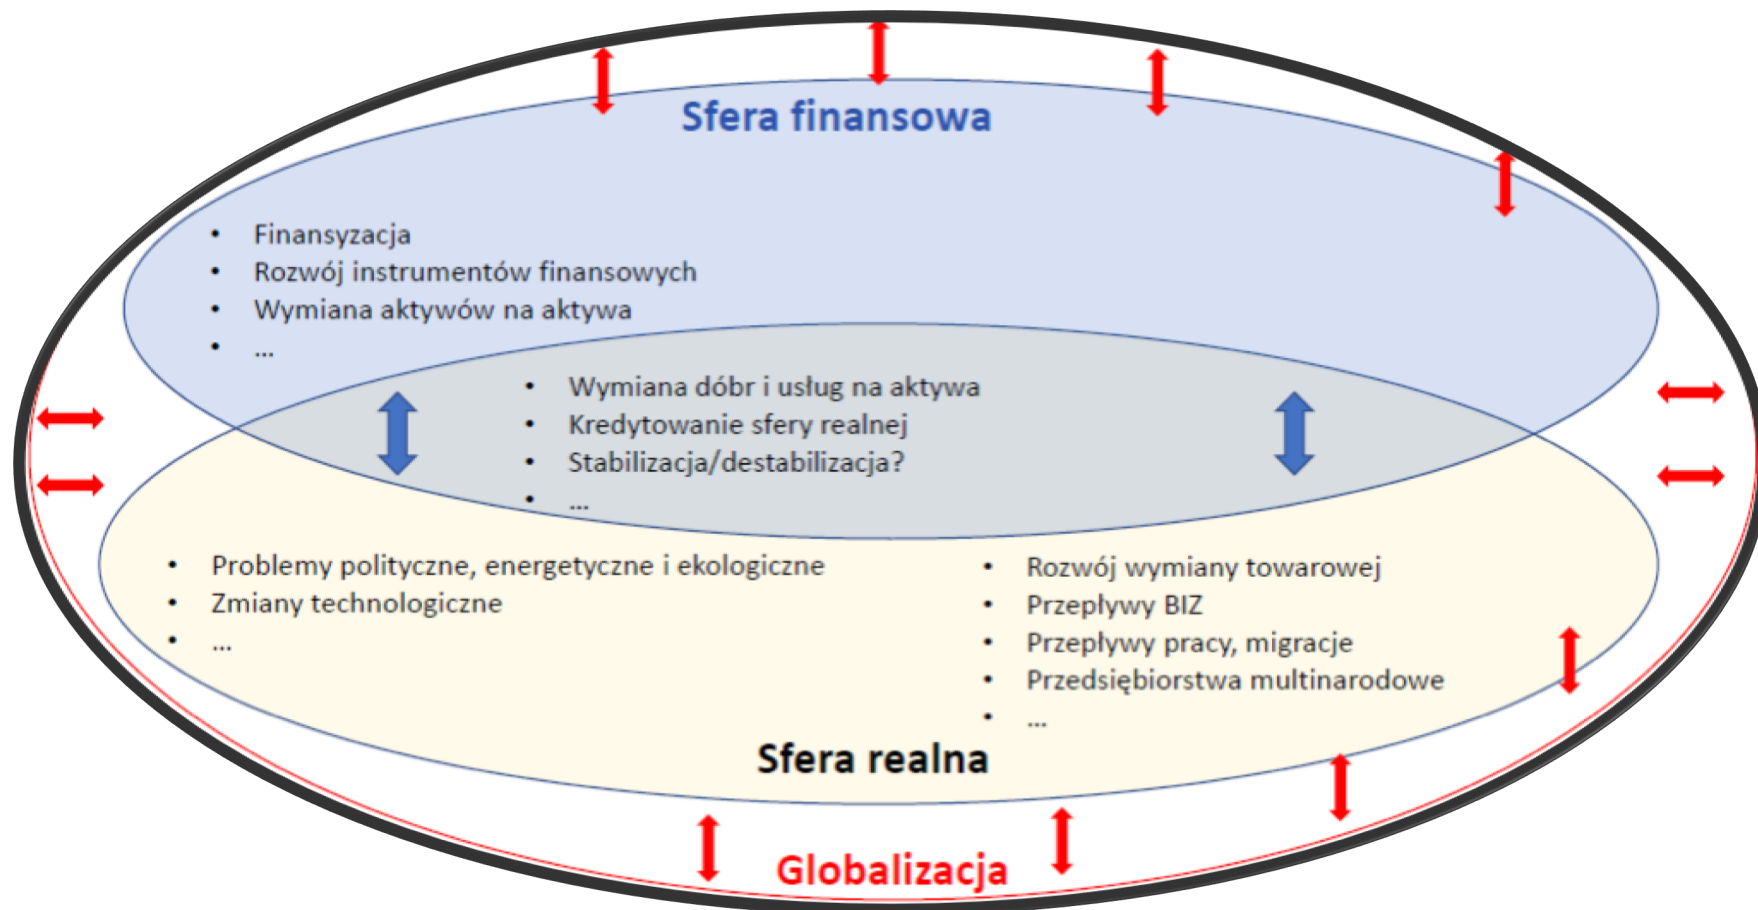 Sfera finansowa
• Finansyzacja
• Rozwój instrumentów finansowych
• Wymiana aktywów na aktywa
• ...
• Wymiana dóbr i usług na aktywa
• Kredytowanie sfery realnej
• Stabilizacja/destabilizacja?
• ...
• Problemy polityczne, energetyczne i ekologiczne
• Zmiany technologiczne
• ...
• Rozwój wymiany towarowej
• Przepływy BIZ
• Przepływy pracy, migracje
• Przedsiębiorstwa multinarodowe
• ...
Sfera realna
Globalizacja